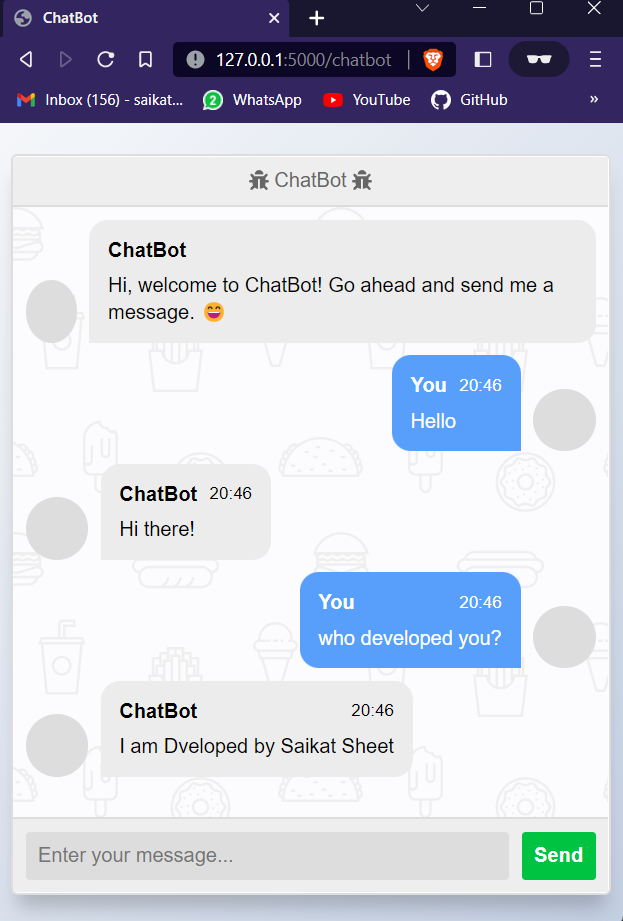 ChatBot
127.0.0.1:5000/chatbot
Inbox (156) - saikat... 2 WhatsApp YouTube GitHub »
ChatBot
ChatBot
Hi, welcome to ChatBot! Go ahead and send me a
message. 😄
You 20:46
Hello
ChatBot 20:46
Hi there!
You 20:46
who developed you?
ChatBot 20:46
I am Dveloped by Saikat Sheet
Enter your message... Send